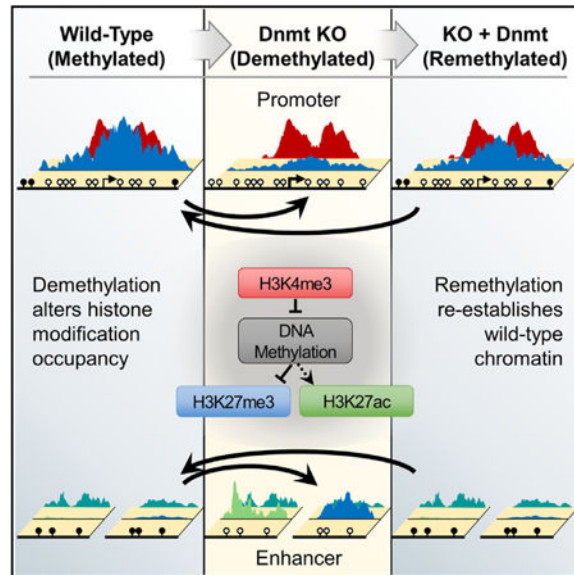 Wild-Type
(Methylated)
Dnmt KO
(Demethylated)
KO + Dnmt
(Remethylated)
Promoter
Demethylation
alters histone
modification
occupancy
H3K4me3
DNA
Methylation
H3K27me3
H3K27ac
Remethylation
re-establishes
wild-type
chromatin
Enhancer